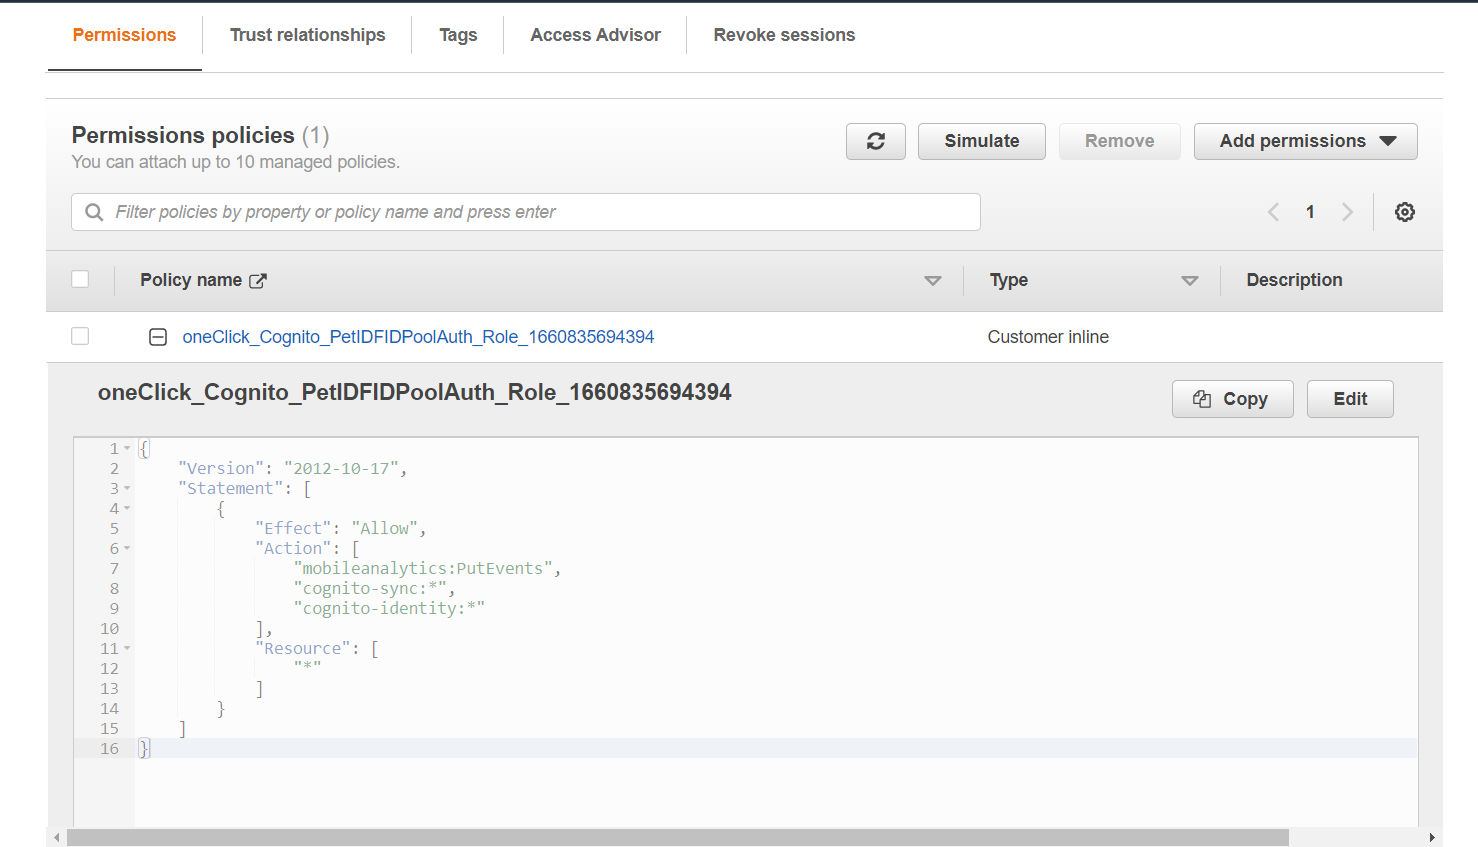 Permissions
Trust relationships
Tags
Access Advisor
Revoke sessions
Permissions policies (1)
You can attach up to 10 managed policies.
Simulate
Remove
Add permissions
Filter policies by property or policy name and press enter
1
Policy name
Type
Description
oneClick_Cognito_PetIDFIDPoolAuth_Role_1660835694394
Customer inline
oneClick_Cognito_PetIDFIDPoolAuth_Role_1660835694394
Copy
Edit
1 {
2     "Version": "2012-10-17",
3     "Statement": [
4         {
5             "Effect": "Allow",
6             "Action": [
7                 "mobileanalytics:PutEvents",
8                 "cognito-sync:*",
9                 "cognito-identity:*"
10             ],
11             "Resource": [
12                 "*"
13             ]
14         }
15     ]
16 }